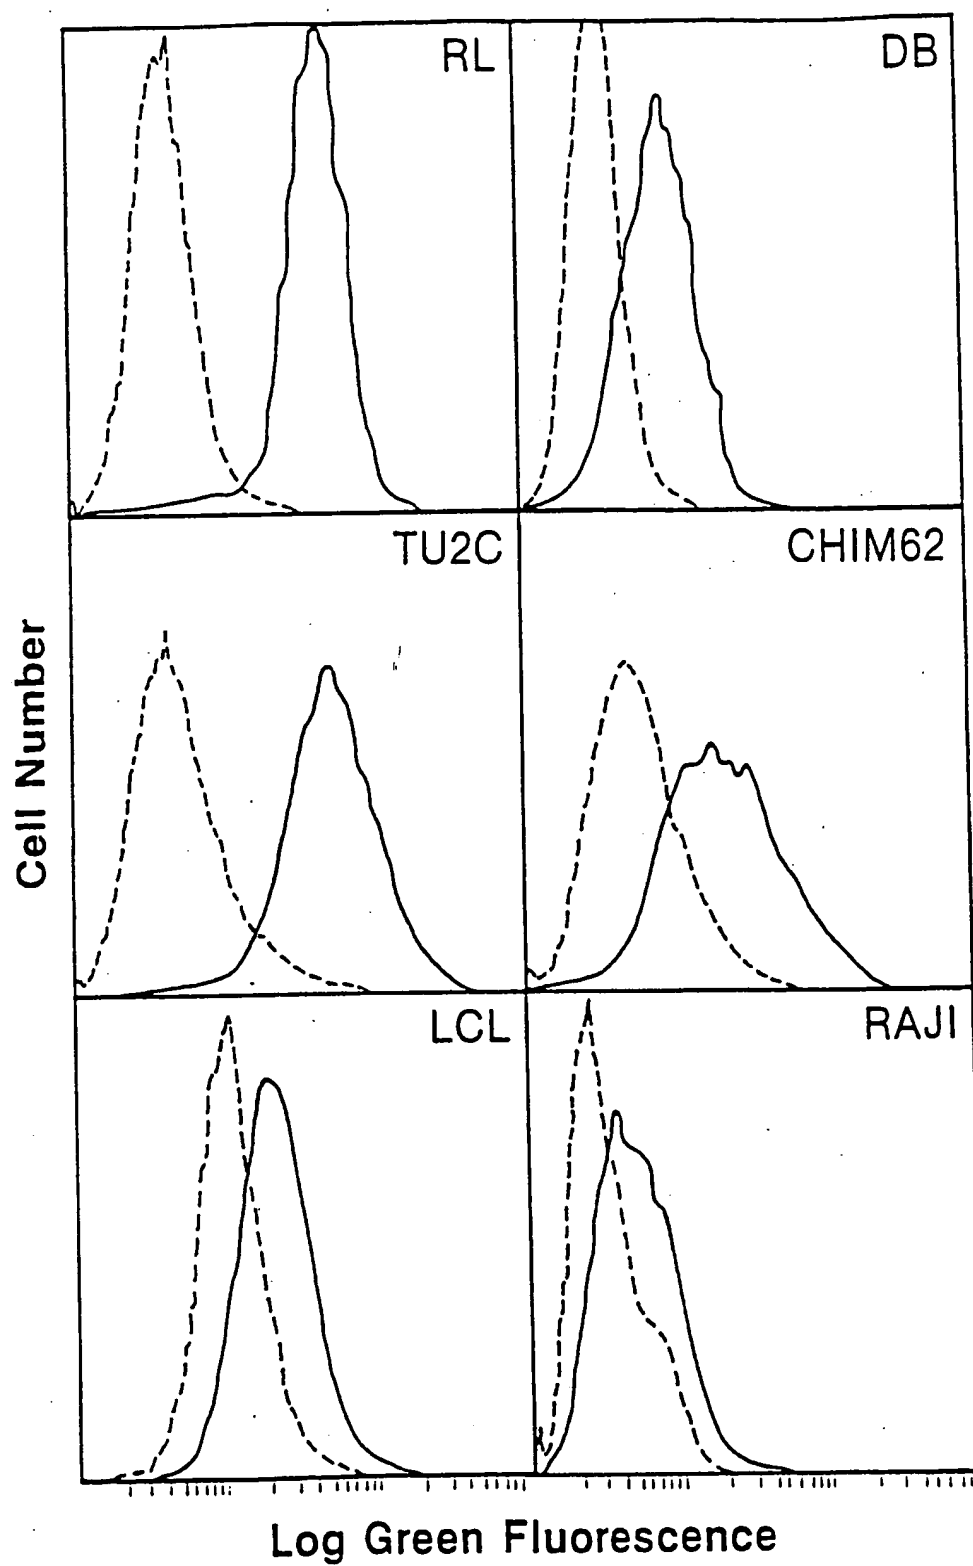 RL
DB
TU2C
CHIM62
LCL
RAJI
Cell Number
Log Green Fluorescence